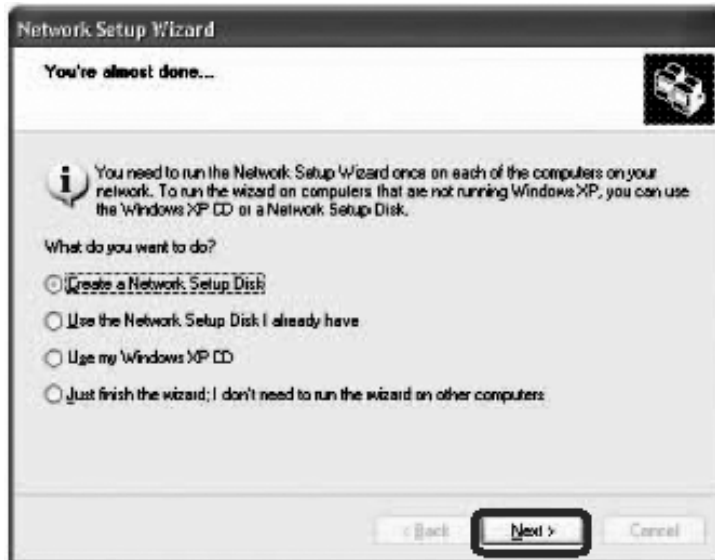 Network Setup Wizard
You're almost done...
You need to run the Network Setup Wizard once on each of the computers on your
network. To run the wizard on computers that are not running Windows XP, you can use
the Windows XP CD or a Network Setup Disk.
What do you want to do?
Create a Network Setup Disk
Use the Network Setup Disk I already have
Use my Windows XP CD
Just finish the wizard; I don't need to run the wizard on other computers
< Back Next > Cancel